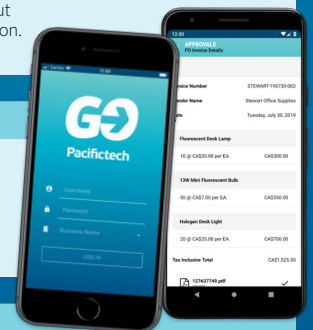 ut
on.
Carrier
12:00
GO
Pacifictech
Username
Password
Business Name
LOG IN
12:00
APPROVALS
PO Invoice Details
voice Number STEWART-190730-002
endor Name Stewart Office Supplies
te Tuesday, July 30, 2019
Fluorescent Desk Lamp
10 @ CA$30.00 per EA. CA$300.00
13W Mini Fluorescent Bulb
50 @ CA$7.00 per EA. CA$350.00
Halogen Desk Light
20 @ CA$35.00 per EA. CA$700.00
Tax Inclusive Total CA$1,525.50
127637749.pdf